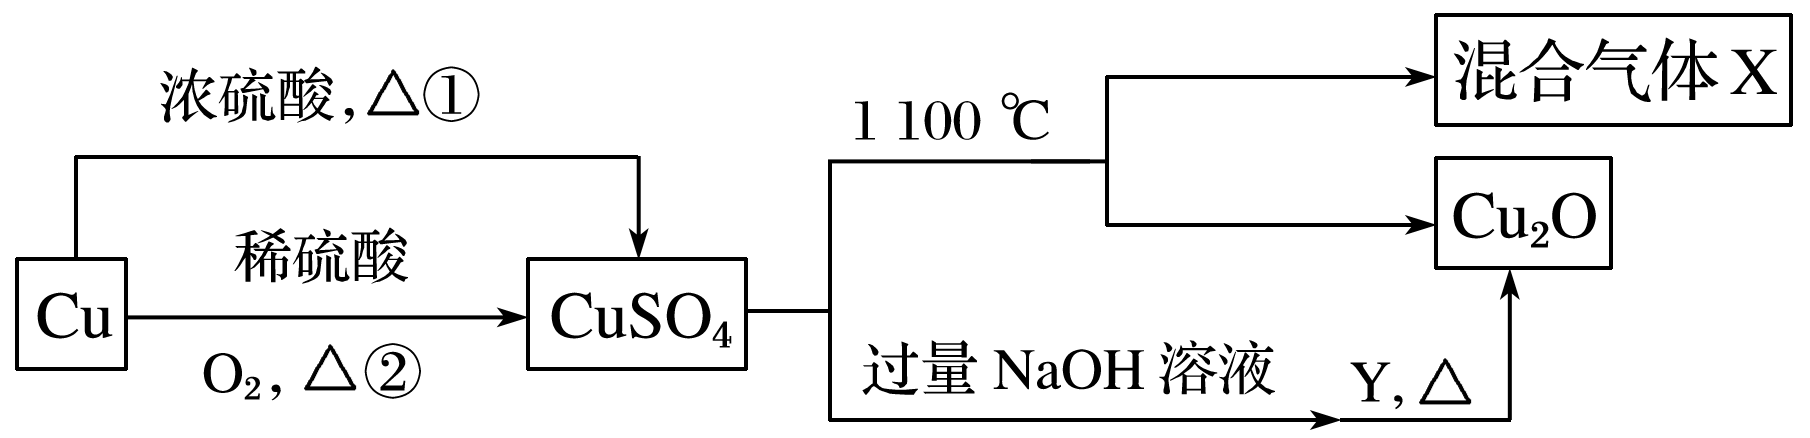 浓硫酸,△①
Cu
稀硫酸
O₂,△②
CuSO₄
1 100 ℃
混合气体X
Cu₂O
过量NaOH溶液
Y,△